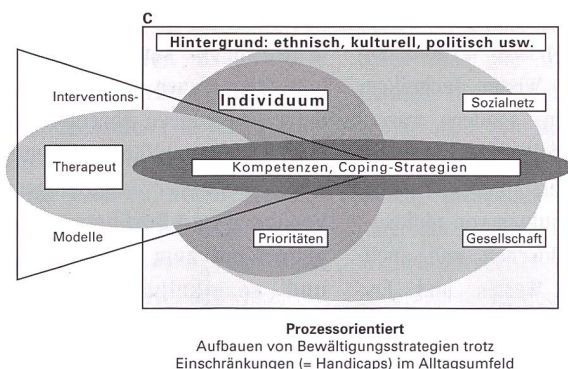 C
Hintergrund: ethnisch, kulturell, politisch usw.
Interventions-
Individuum
Sozialnetz
Therapeut
Kompetenzen, Coping-Strategien
Modelle
Prioritäten
Gesellschaft
Prozessorientiert
Aufbauen von Bewältigungsstrategien trotz
Einschränkungen (= Handicaps) im Alltagsumfeld